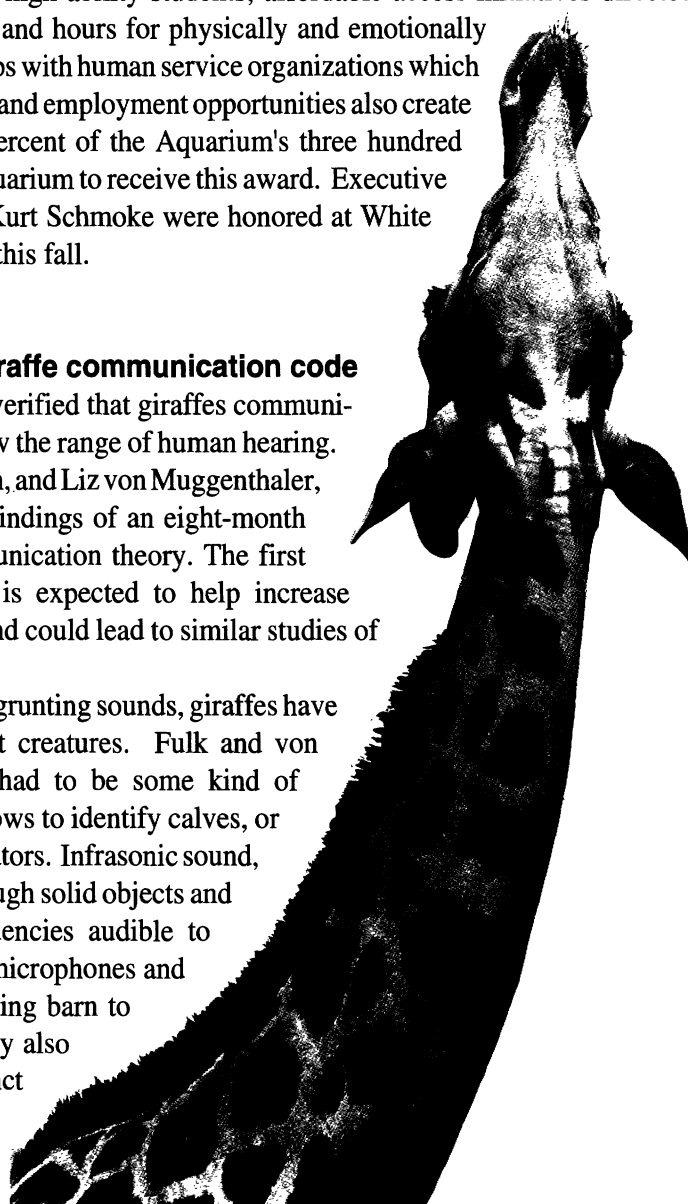 and hours for physically and emotionally
ps with human service organizations which
and employment opportunities also create
ercent of the Aquarium's three hundred
uarium to receive this award. Executive
Kurt Schmoke were honored at White
this fall.
raffe communication code
verified that giraffes communi-
w the range of human hearing.
n, and Liz von Muggenthaler,
indings of an eight-month
unication theory. The first
is expected to help increase
nd could lead to similar studies of
grunting sounds, giraffes have
t creatures. Fulk and von
had to be some kind of
ows to identify calves, or
ators. Infrasonic sound,
ugh solid objects and
encies audible to
microphones and
ing barn to
y also
ct